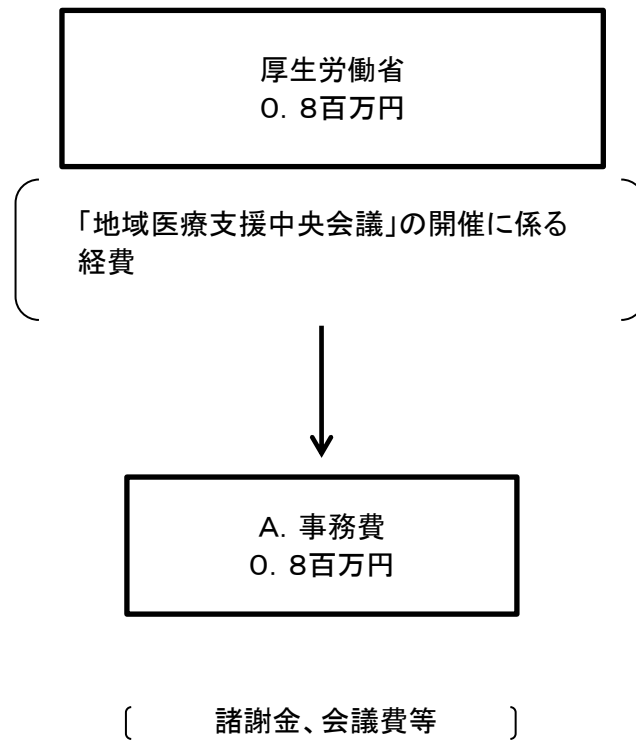 厚生労働省
０．８百万円
「地域医療支援中央会議」の開催に係る
経費
A．事務費
０．８百万円
諸謝金、会議費等